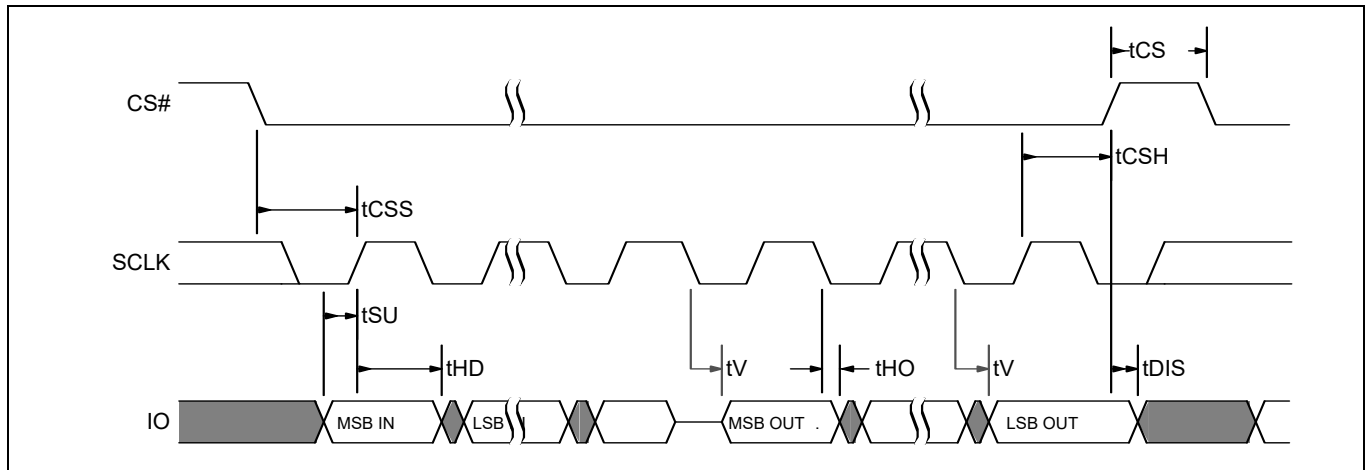 tCS
CS#
tCSH
tCSS
SCLK
tSU
tHD
tV
tHO
tV
tDIS
IO
MSB IN
LSB
MSB OUT .
LSB OUT